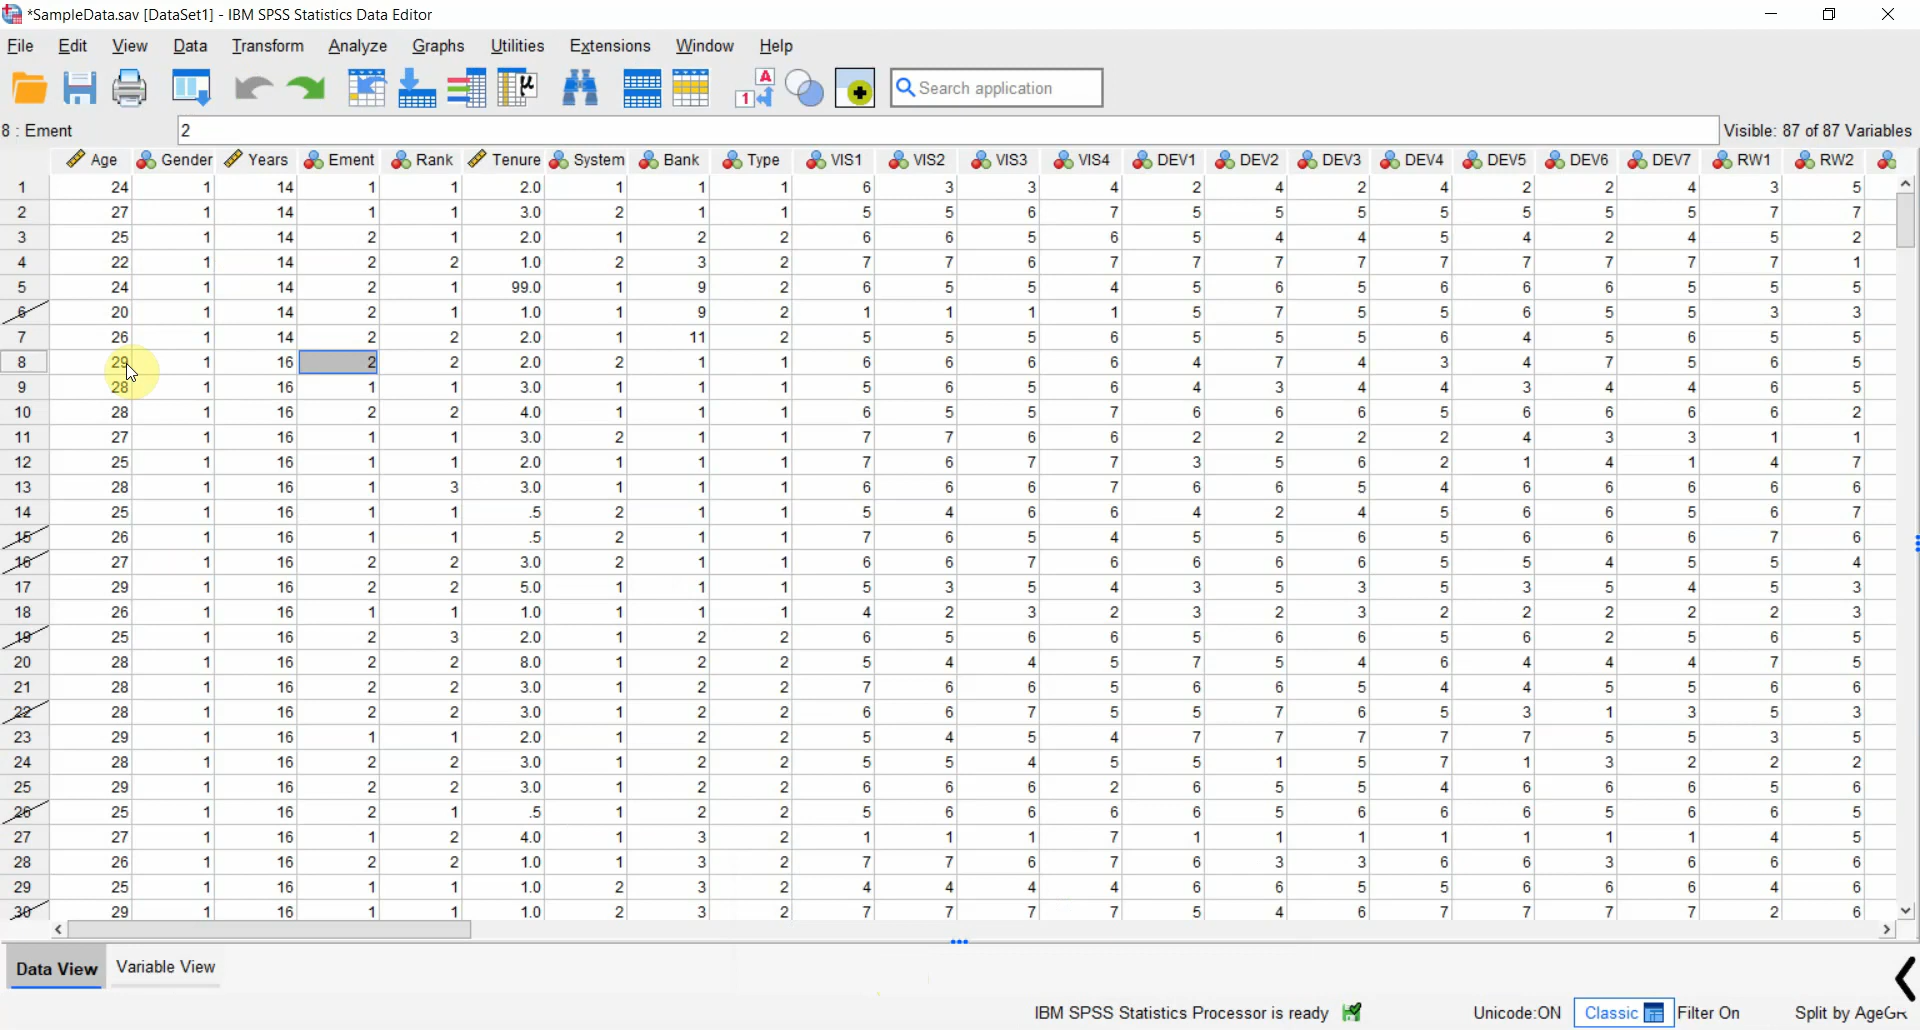 *SampleData.sav [DataSet1] - IBM SPSS Statistics Data Editor
File Edit View Data Transform Analyze Graphs Utilities Extensions Window Help
1 A Search application
8 : Ement 2 Visible: 87 of 87 Variables
Age Gender Years Ement Rank Tenure System Bank Type VIS1 VIS2 VIS3 VIS4 DEV1 DEV2 DEV3 DEV4 DEV5 DEV6 DEV7 RW1 RW2
1 24 1 14 1 1 2.0 1 1 1 6 3 3 4 2 4 2 4 2 2 4 3 5
2 27 1 14 1 1 3.0 2 1 1 5 5 6 7 5 5 5 5 5 5 5 7 7
3 25 1 14 2 1 2.0 1 2 2 6 6 5 6 5 4 4 5 4 2 4 5 2
4 22 1 14 2 2 1.0 2 3 2 7 7 6 7 7 7 7 7 7 7 7 7 1
5 24 1 14 2 1 99.0 1 9 2 6 5 5 4 5 6 5 6 6 6 5 5 5
6 20 1 14 2 1 1.0 1 9 2 1 1 1 1 5 7 5 5 6 5 5 3 3
7 26 1 14 2 2 2.0 1 11 2 5 5 5 6 5 5 5 6 4 5 6 5 5
8 29 1 16 2 2 2.0 2 1 1 6 6 6 6 4 7 4 3 4 7 5 6 5
9 28 1 16 1 1 3.0 1 1 1 5 6 5 6 4 3 4 4 3 4 4 6 5
10 28 1 16 2 2 4.0 1 1 1 6 5 5 7 6 6 6 5 6 6 6 6 2
11 27 1 16 1 1 3.0 2 1 1 7 7 6 6 2 2 2 2 4 3 3 1 1
12 25 1 16 1 1 2.0 1 1 1 7 6 7 7 3 5 6 2 1 4 1 4 7
13 28 1 16 1 3 3.0 1 1 1 6 6 6 7 6 6 5 4 6 6 6 6 6
14 25 1 16 1 1 .5 2 1 1 5 4 6 6 4 2 4 5 6 6 5 6 7
15 26 1 16 1 1 .5 2 1 1 7 6 5 4 5 5 6 5 6 6 6 7 6
16 27 1 16 2 2 3.0 2 1 1 6 6 7 6 6 6 6 5 5 4 5 5 4
17 29 1 16 2 2 5.0 1 1 1 5 3 5 4 3 5 3 5 3 5 4 5 3
18 26 1 16 1 1 1.0 1 1 1 4 2 3 2 3 2 3 2 2 2 2 2 3
19 25 1 16 2 3 2.0 1 2 2 6 5 6 6 5 6 6 5 6 2 5 6 5
20 28 1 16 2 2 8.0 1 2 2 5 4 4 5 7 5 4 6 4 4 4 7 5
21 28 1 16 2 2 3.0 1 2 2 7 6 6 5 6 6 5 4 4 5 5 6 6
22 28 1 16 2 2 3.0 1 2 2 6 6 7 5 5 7 6 5 3 1 3 5 3
23 29 1 16 1 1 2.0 1 2 2 5 4 5 4 7 7 7 7 7 5 5 3 5
24 28 1 16 2 2 3.0 1 2 2 5 5 4 5 5 1 5 7 1 3 2 2 2
25 29 1 16 2 2 3.0 1 2 2 6 6 6 2 6 5 5 4 6 6 6 5 6
26 25 1 16 2 1 .5 1 2 2 5 6 6 6 6 5 6 6 6 5 6 6 5
27 27 1 16 1 2 4.0 1 3 2 1 1 1 7 1 1 1 1 1 1 1 4 5
28 26 1 16 2 2 1.0 1 3 2 7 7 6 7 6 3 3 6 6 3 6 6 6
29 25 1 16 1 1 1.0 2 3 2 4 4 4 4 6 6 5 5 6 6 6 4 6
30 29 1 16 1 1 1.0 2 3 2 7 7 7 7 5 4 6 7 7 7 7 2 6
Data View Variable View
IBM SPSS Statistics Processor is ready Unicode:ON Classic Filter On Split by AgeGr